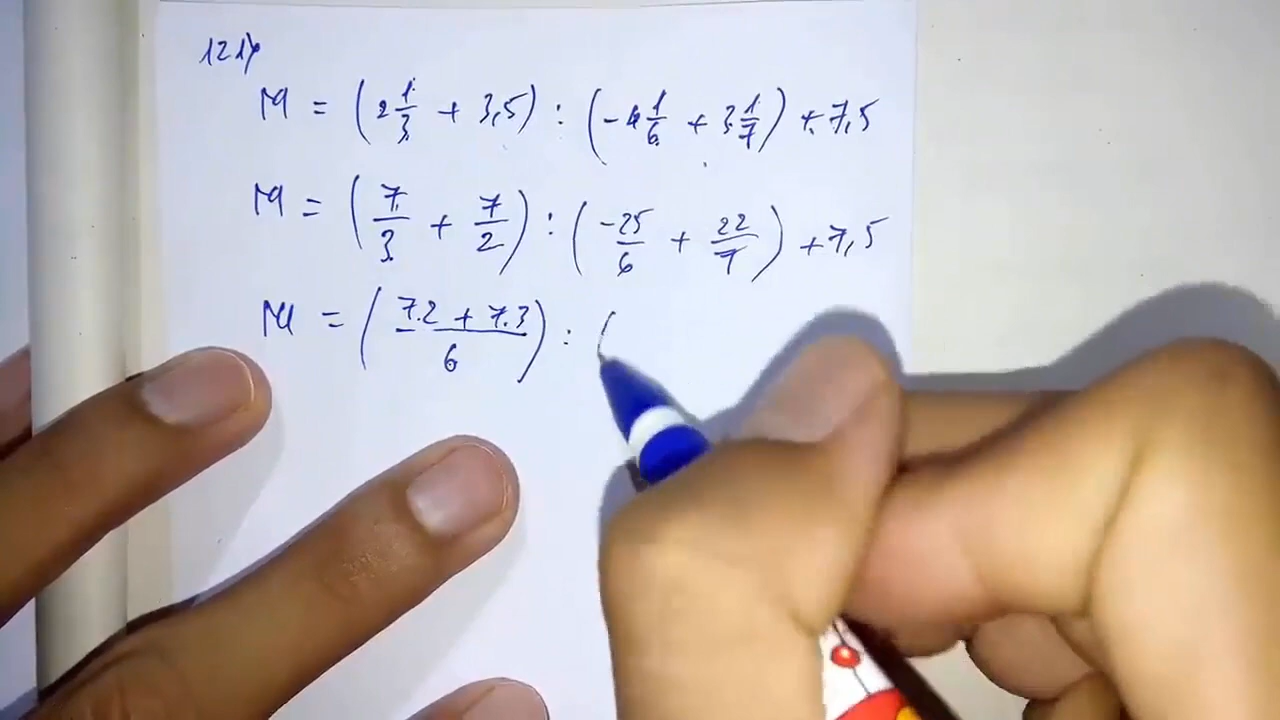 121)
M = (2 1/3 + 3,5) : (-4 1/6 + 3 1/7) + 7,5
M = (7/3 + 7/2) : (-25/6 + 22/7) + 7,5
M = (7.2 + 7.3/6) : (